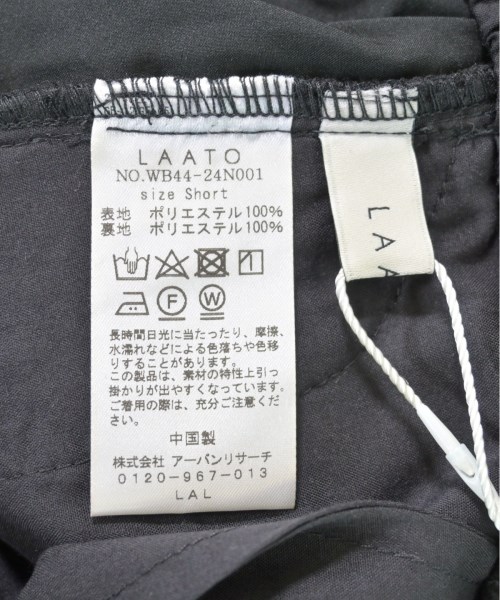 LAATO
NO.WB44-24N001
size Short
表地 ポリエステル100%
裏地 ポリエステル100%
F W
長時間日光に当たったり、摩擦、
水濡れなどによる色落ちや色移
りすることがあります。
この製品は、素材の特性上引っ
掛かりが出やすくなっています。
ご着用の際は、充分ご注意くださ
い。
中国製
株式会社 アーバンリサーチ
0120-967-013
LAL
LAA